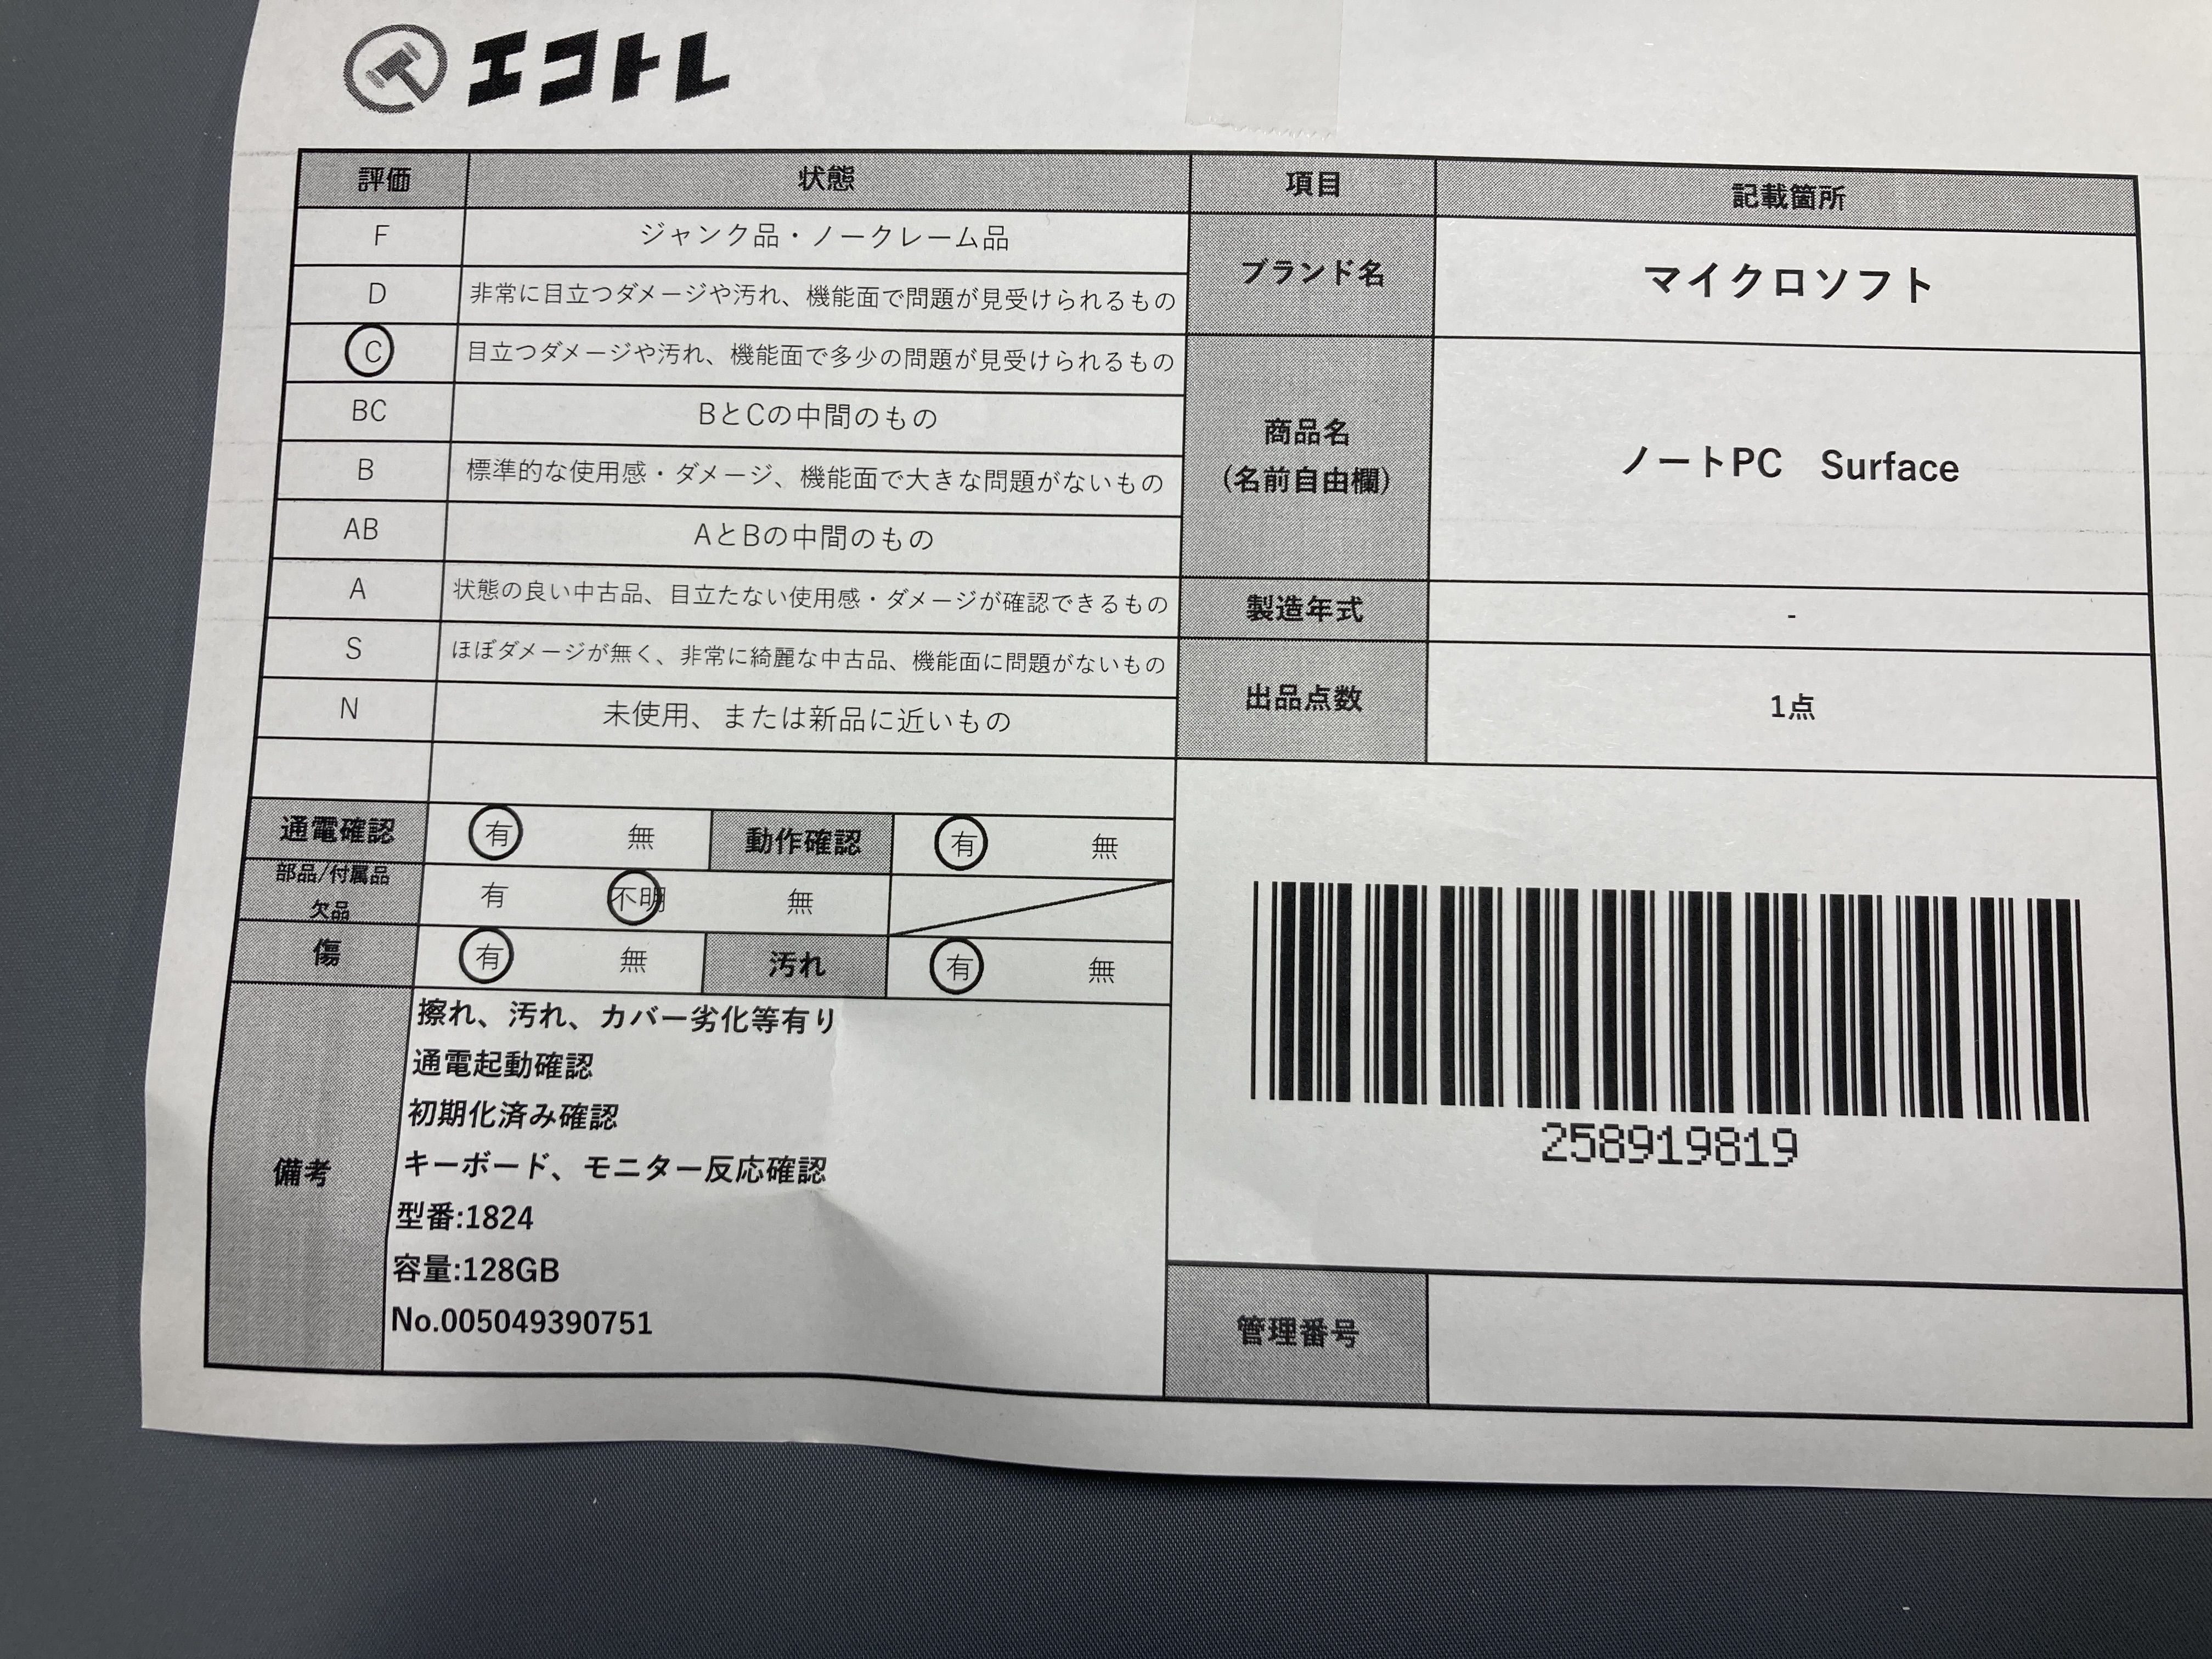 エコトレ
評価 状態 項目 記載箇所
F ジャンク品・ノークレーム品
D 非常に目立つダメージや汚れ、機能面で問題が見受けられるもの
C 目立つダメージや汚れ、機能面で多少の問題が見受けられるもの
BC BとCの中間のもの
B 標準的な使用感・ダメージ、機能面で大きな問題がないもの
AB AとBの中間のもの
A 状態の良い中古品、目立たない使用感・ダメージが確認できるもの
S ほぼダメージが無く、非常に綺麗な中古品、機能面に問題がないもの
N 未使用、または新品に近いもの
ブランド名 マイクロソフト
商品名
(名前自由欄)
ノートPC Surface
製造年式 -
出品点数 1点
通電確認 有 無 動作確認 有 無
部品/付属品
欠品
有 不明 無
傷 有 無 汚れ 有 無
備考
擦れ、汚れ、カバー劣化等有り
通電起動確認
初期化済み確認
キーボード、モニター反応確認
型番:1824
容量:128GB
No.005049390751
258919819
管理番号